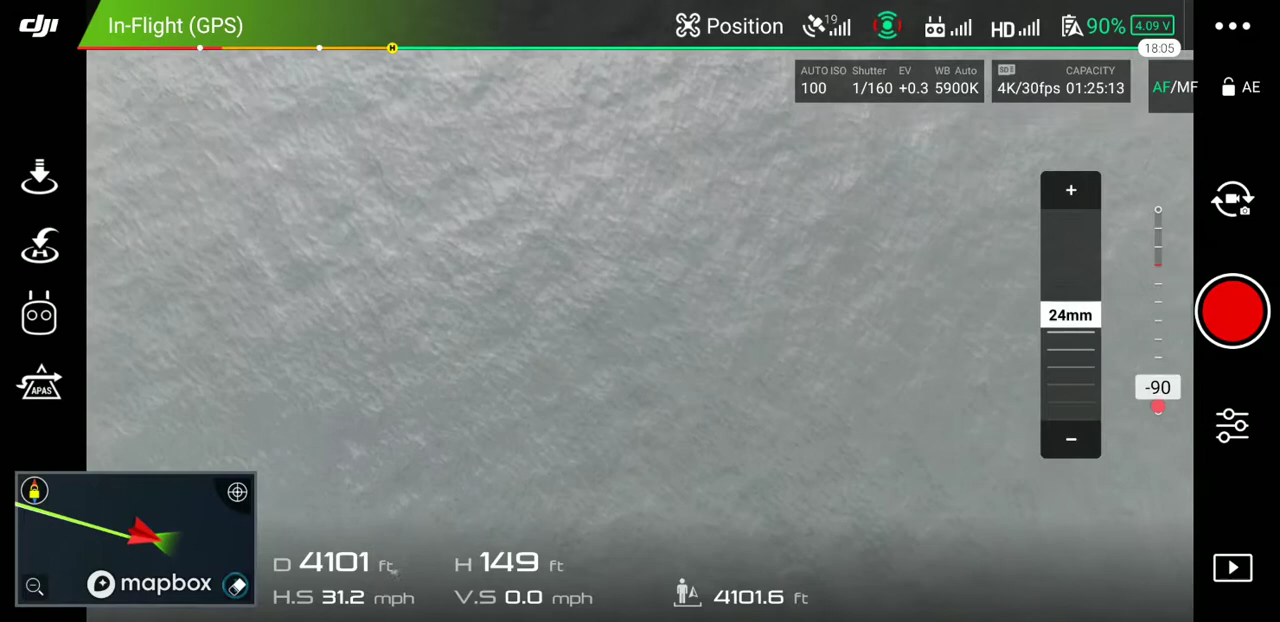 dji In-Flight (GPS) Position 19 HD 90% 4.09 V
18:05
AUTO ISO Shutter EV WB Auto
100 1/160 +0.3 5900K
SD CAPACITY
4K/30fps 01:25:13
AF/MF AE
H
+
24mm
−
-90
H
APAS
mapbox
D 4101 ft H 149 ft
H.S 31.2 mph V.S 0.0 mph 4101.6 ft